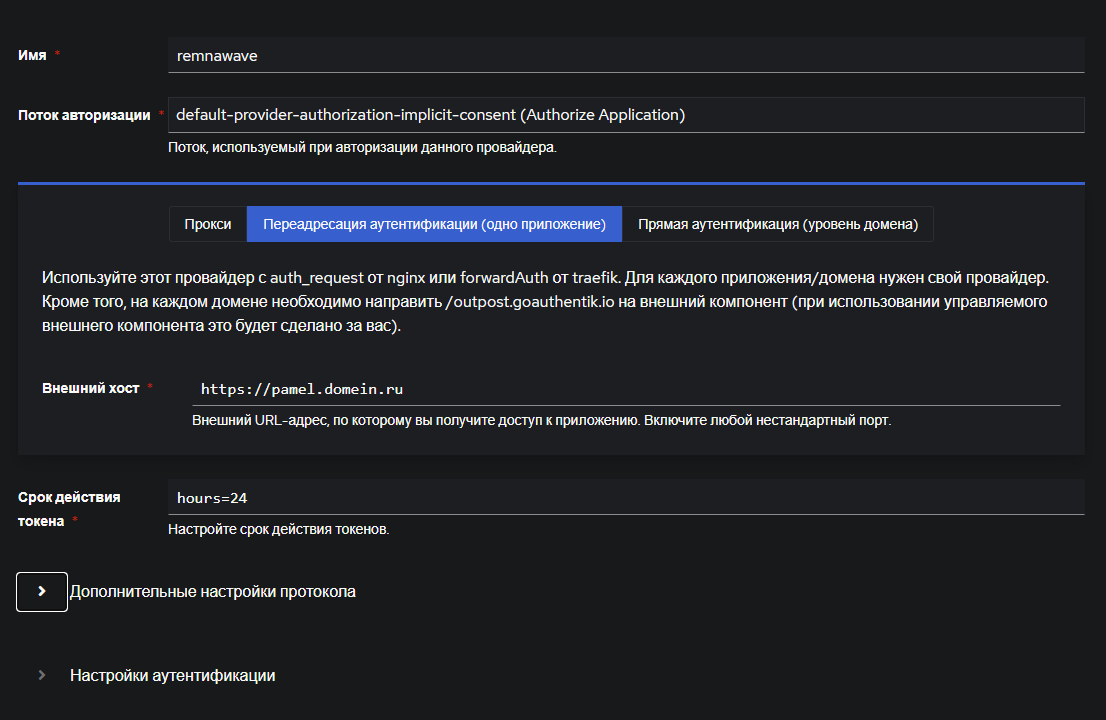 Имя *
remnawave
Поток авторизации *
default-provider-authorization-implicit-consent (Authorize Application)
Поток, используемый при авторизации данного провайдера.
Прокси
Переадресация аутентификации (одно приложение)
Прямая аутентификация (уровень домена)
Используйте этот провайдер с auth_request от nginx или forwardAuth от traefik. Для каждого приложения/домена нужен свой провайдер.
Кроме того, на каждом домене необходимо направить /outpost.goauthentik.io на внешний компонент (при использовании управляемого
внешнего компонента это будет сделано за вас).
Внешний хост *
https://pamel.domein.ru
Внешний URL-адрес, по которому вы получите доступ к приложению. Включите любой нестандартный порт.
Срок действия
токена *
hours=24
Настройте срок действия токенов.
Дополнительные настройки протокола
Настройки аутентификации